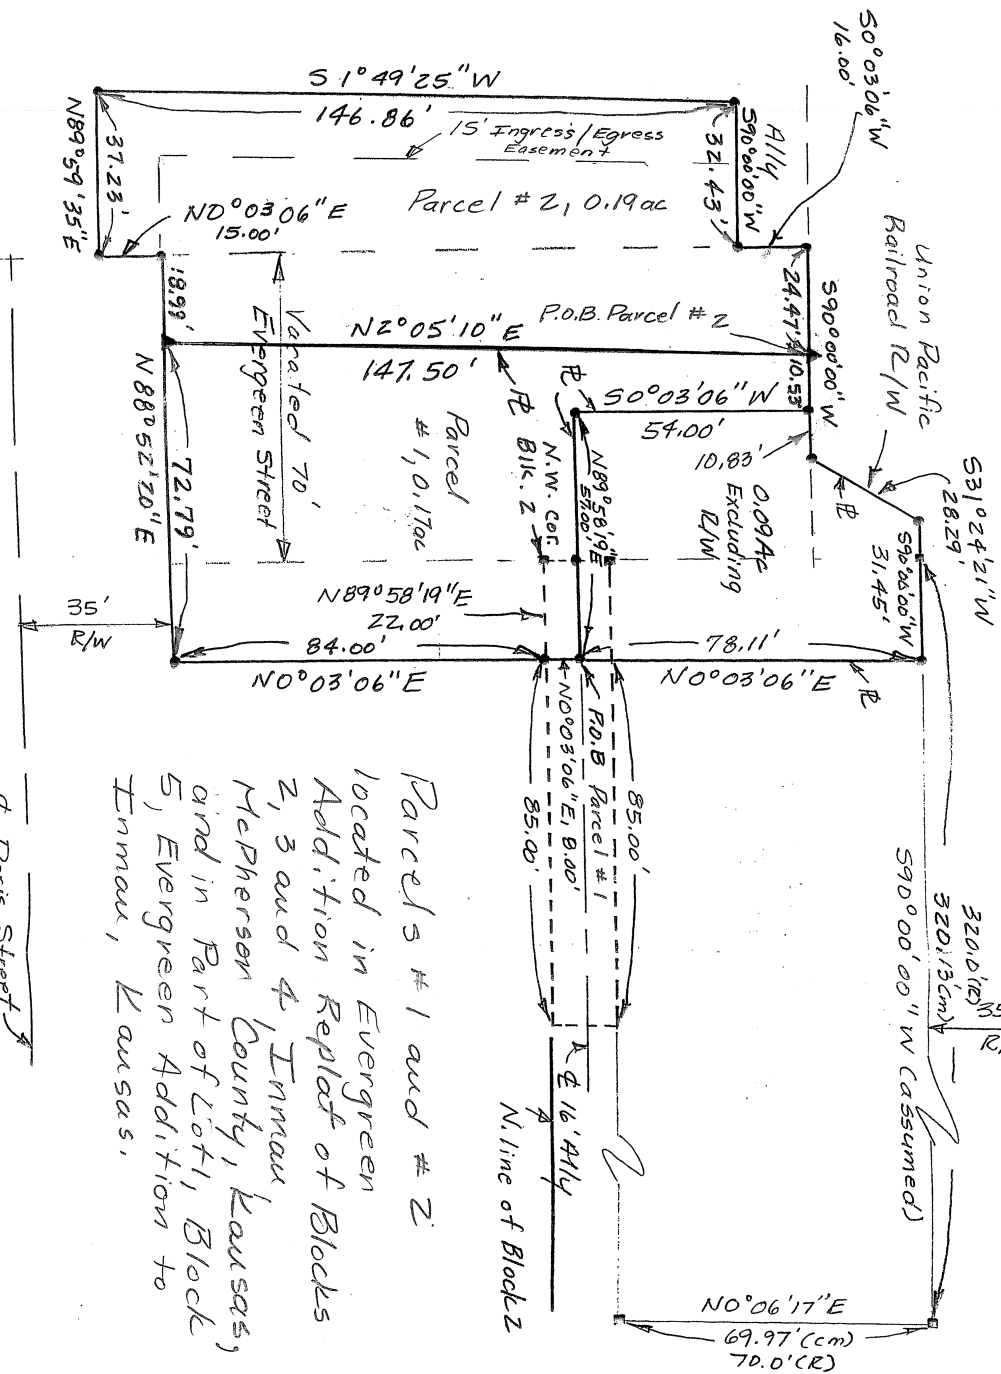 S0°03'06"W
16.00'
S 1°49'25"W
146.86'
15' Ingress/Egress
Easement
Ally
S90°00'00"W
32.43'
N89°59'35"E
37.23'
N0°03'06"E
15.00'
Parcel #2, 0.19ac
Union Pacific
Railroad R/W
S90°00'00"W
24.47'
10.53'
18.99'
Vacated 70'
Evergeen Street
N2°05'10"E
147.50'
P.O.B. Parcel #2
S0°03'06"W
54.00'
10.83'
S31°24'21"W
28.29'
S90°00'00"W
31.45'
N88°52'20"E
72.79'
Parcel
#1, 0.17ac
N.W. Cor.
Blk. 2
N89°58'19"E
57.00'
0.09Ac
Excluding
R/W
N89°58'19"E
22.00'
35'
R/W
84.00'
N0°03'06"E
78.11'
N0°03'06"E
N0°03'06"E, 8.00'
P.O.B Parcel #1
85.00'
85.00'
S90°00'00"W (assumed)
320.0'(R)
320.13'(m)
35
R/
℄ 16' Ally
N. line of Block 2
N0°06'17"E
69.97'(cm)
70.0'(R)
Parcels #1 and #2
located in Evergreen
Addition Replat of Blocks
2, 3 and 4, Inman,
McPherson County, Kansas,
and in Part of Lot 1, Block
5, Evergreen Addition to
Inman, Kansas.
Paris Street